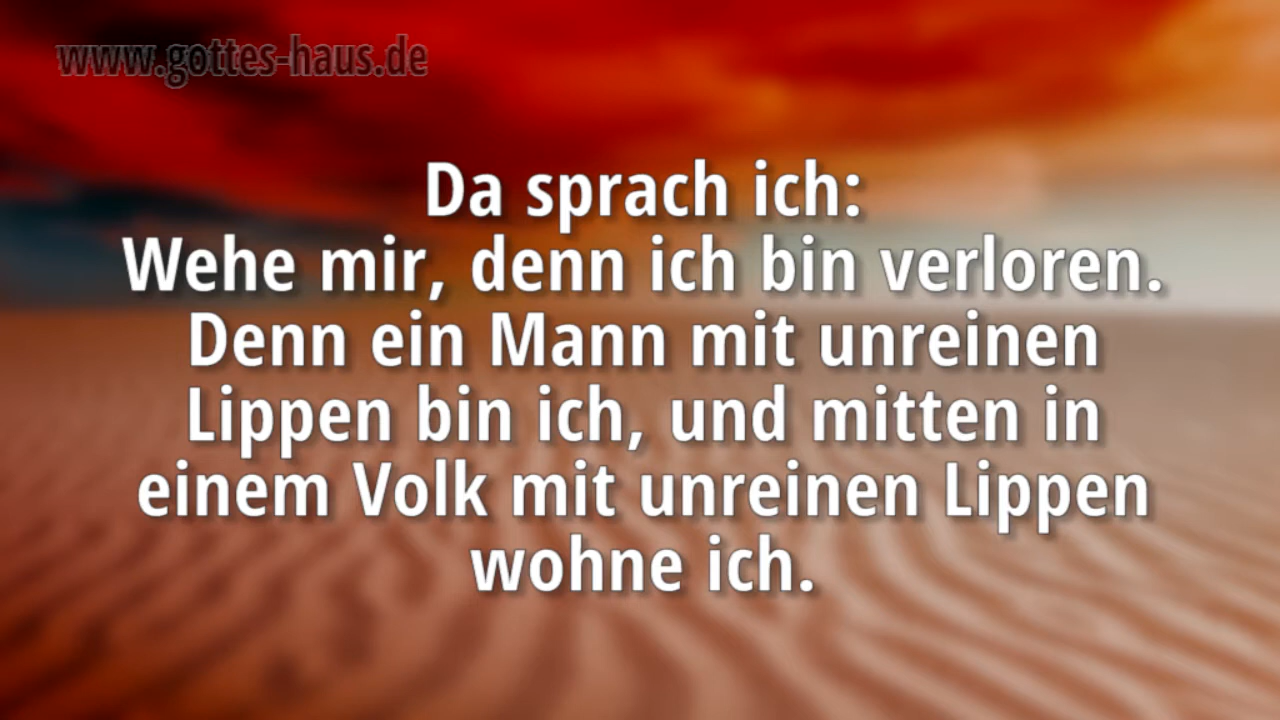 www.gottes-haus.de
Da sprach ich:
Wehe mir, denn ich bin verloren.
Denn ein Mann mit unreinen
Lippen bin ich, und mitten in
einem Volk mit unreinen Lippen
wohne ich.